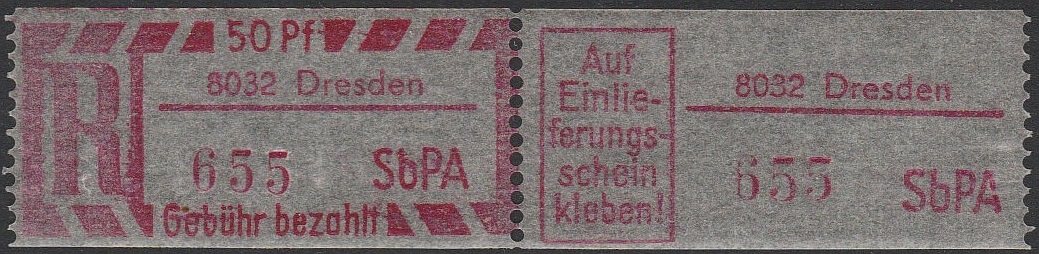 50 Pf
R
8032 Dresden
655 SbPA
Gebühr bezahlt
Auf
Einlie-
ferungs-
schein
kleben!
8032 Dresden
655 SbPA